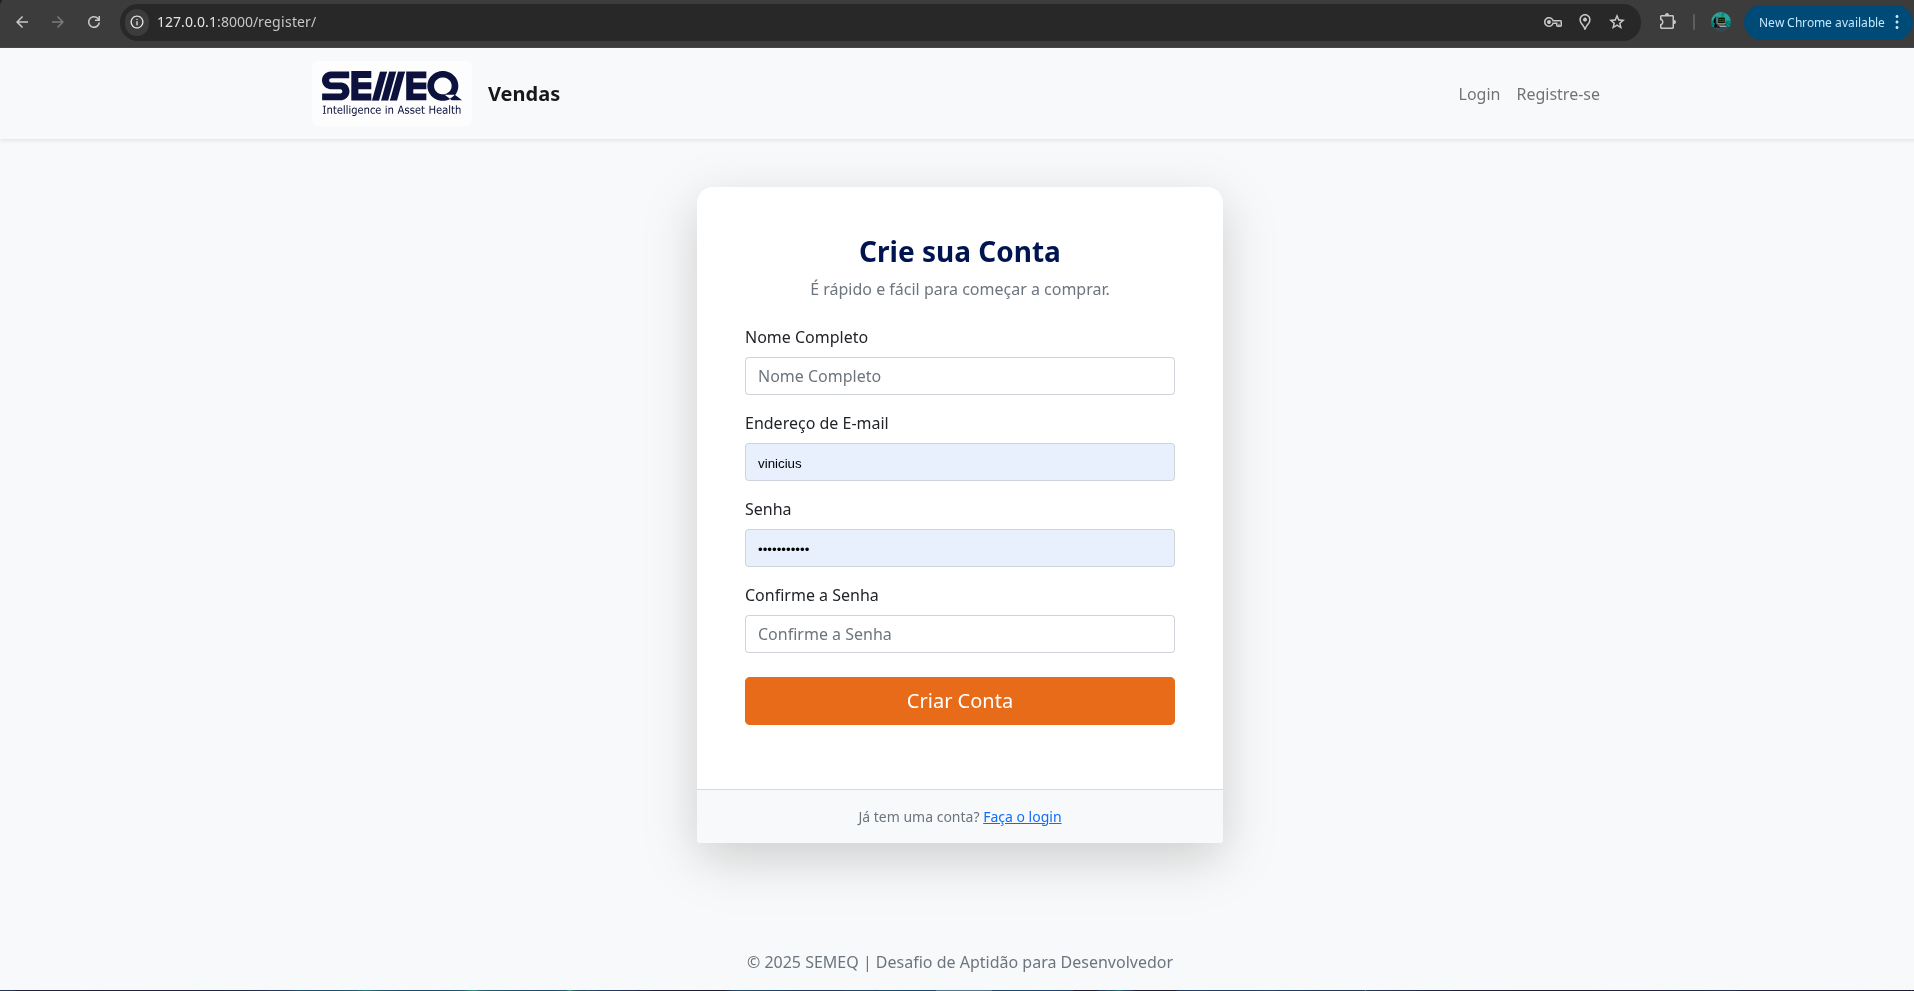 127.0.0.1:8000/register/
New Chrome available
SEMEQ
Intelligence in Asset Health
Vendas
Login
Registre-se
Crie sua Conta
É rápido e fácil para começar a comprar.
Nome Completo
Nome Completo
Endereço de E-mail
vinicius
Senha
•••••••••••
Confirme a Senha
Confirme a Senha
Criar Conta
Já tem uma conta? Faça o login
© 2025 SEMEQ | Desafio de Aptidão para Desenvolvedor